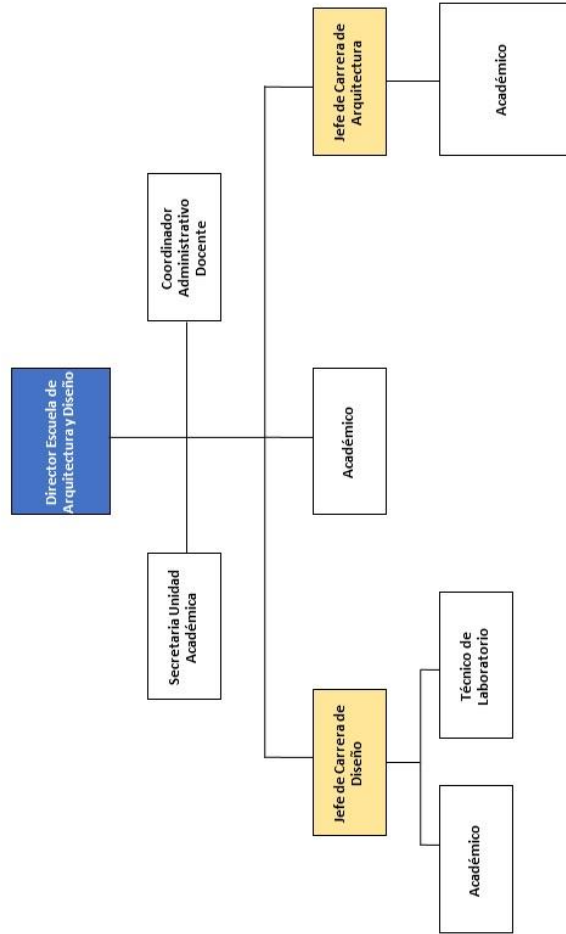 Director Escuela de
Arquitectura y Diseño
Secretaria Unidad
Académica
Coordinador
Administrativo
Docente
Jefe de Carrera de
Diseño
Académico
Jefe de Carrera de
Arquitectura
Académico
Técnico de
Laboratorio
Académico